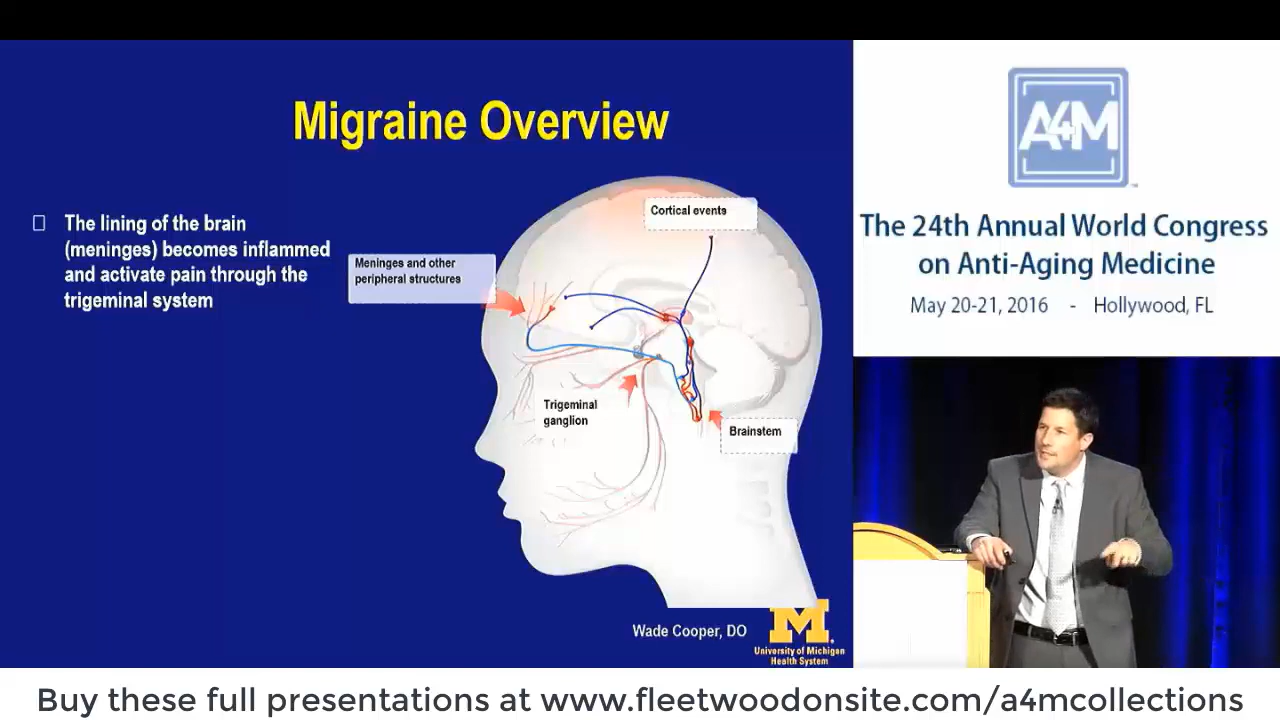 Migraine Overview
The lining of the brain
(meninges) becomes inflammed
and activate pain through the
trigeminal system
Meninges and other
peripheral structures
Cortical events
Trigeminal
ganglion
Brainstem
Wade Cooper, DO
M
University of Michigan
Health System
A4M
The 24th Annual World Congress
on Anti-Aging Medicine
May 20-21, 2016 - Hollywood, FL
Buy these full presentations at www.fleetwoodonsite.com/a4mcollections